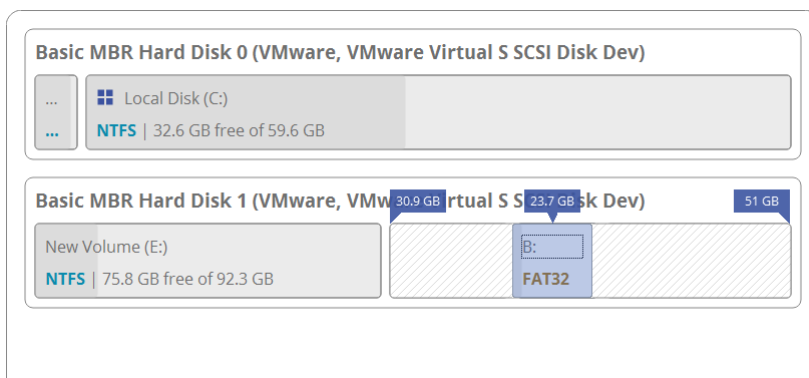 Basic MBR Hard Disk 0 (VMware, VMware Virtual S SCSI Disk Dev)
... Local Disk (C:)
... NTFS | 32.6 GB free of 59.6 GB
Basic MBR Hard Disk 1 (VMware, VMw rtual S S sk Dev)
30.9 GB 23.7 GB 51 GB
New Volume (E:) B:
NTFS | 75.8 GB free of 92.3 GB FAT32